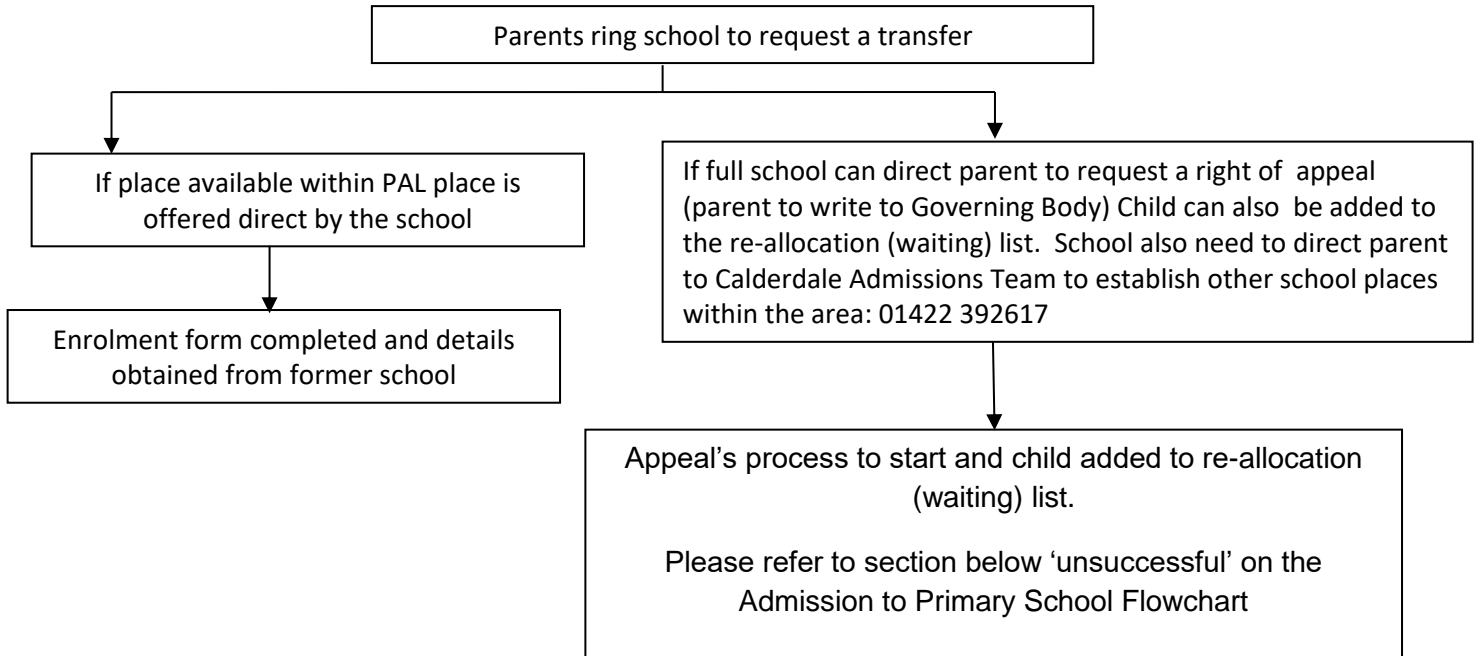 Parents ring school to request a transfer
If place available within PAL place is
offered direct by the school
Enrolment form completed and details
obtained from former school
If full school can direct parent to request a right of  appeal
(parent to write to Governing Body) Child can also  be added to
the re-allocation (waiting) list.  School also need to direct parent
to Calderdale Admissions Team to establish other school places
within the area: 01422 392617
Appeal’s process to start and child added to re-allocation
(waiting) list.
Please refer to section below ‘unsuccessful’ on the
Admission to Primary School Flowchart